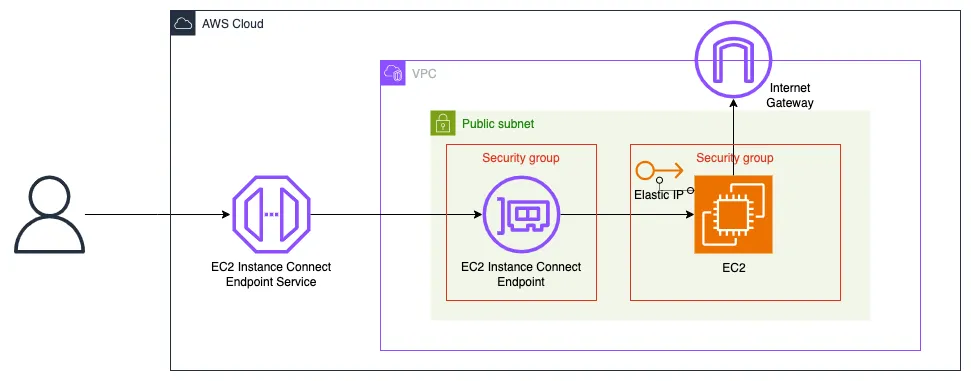 AWS Cloud
VPC
Internet
Gateway
Public subnet
Security group
Security group
Elastic IP
EC2 Instance Connect
Endpoint Service
EC2 Instance Connect
Endpoint
EC2